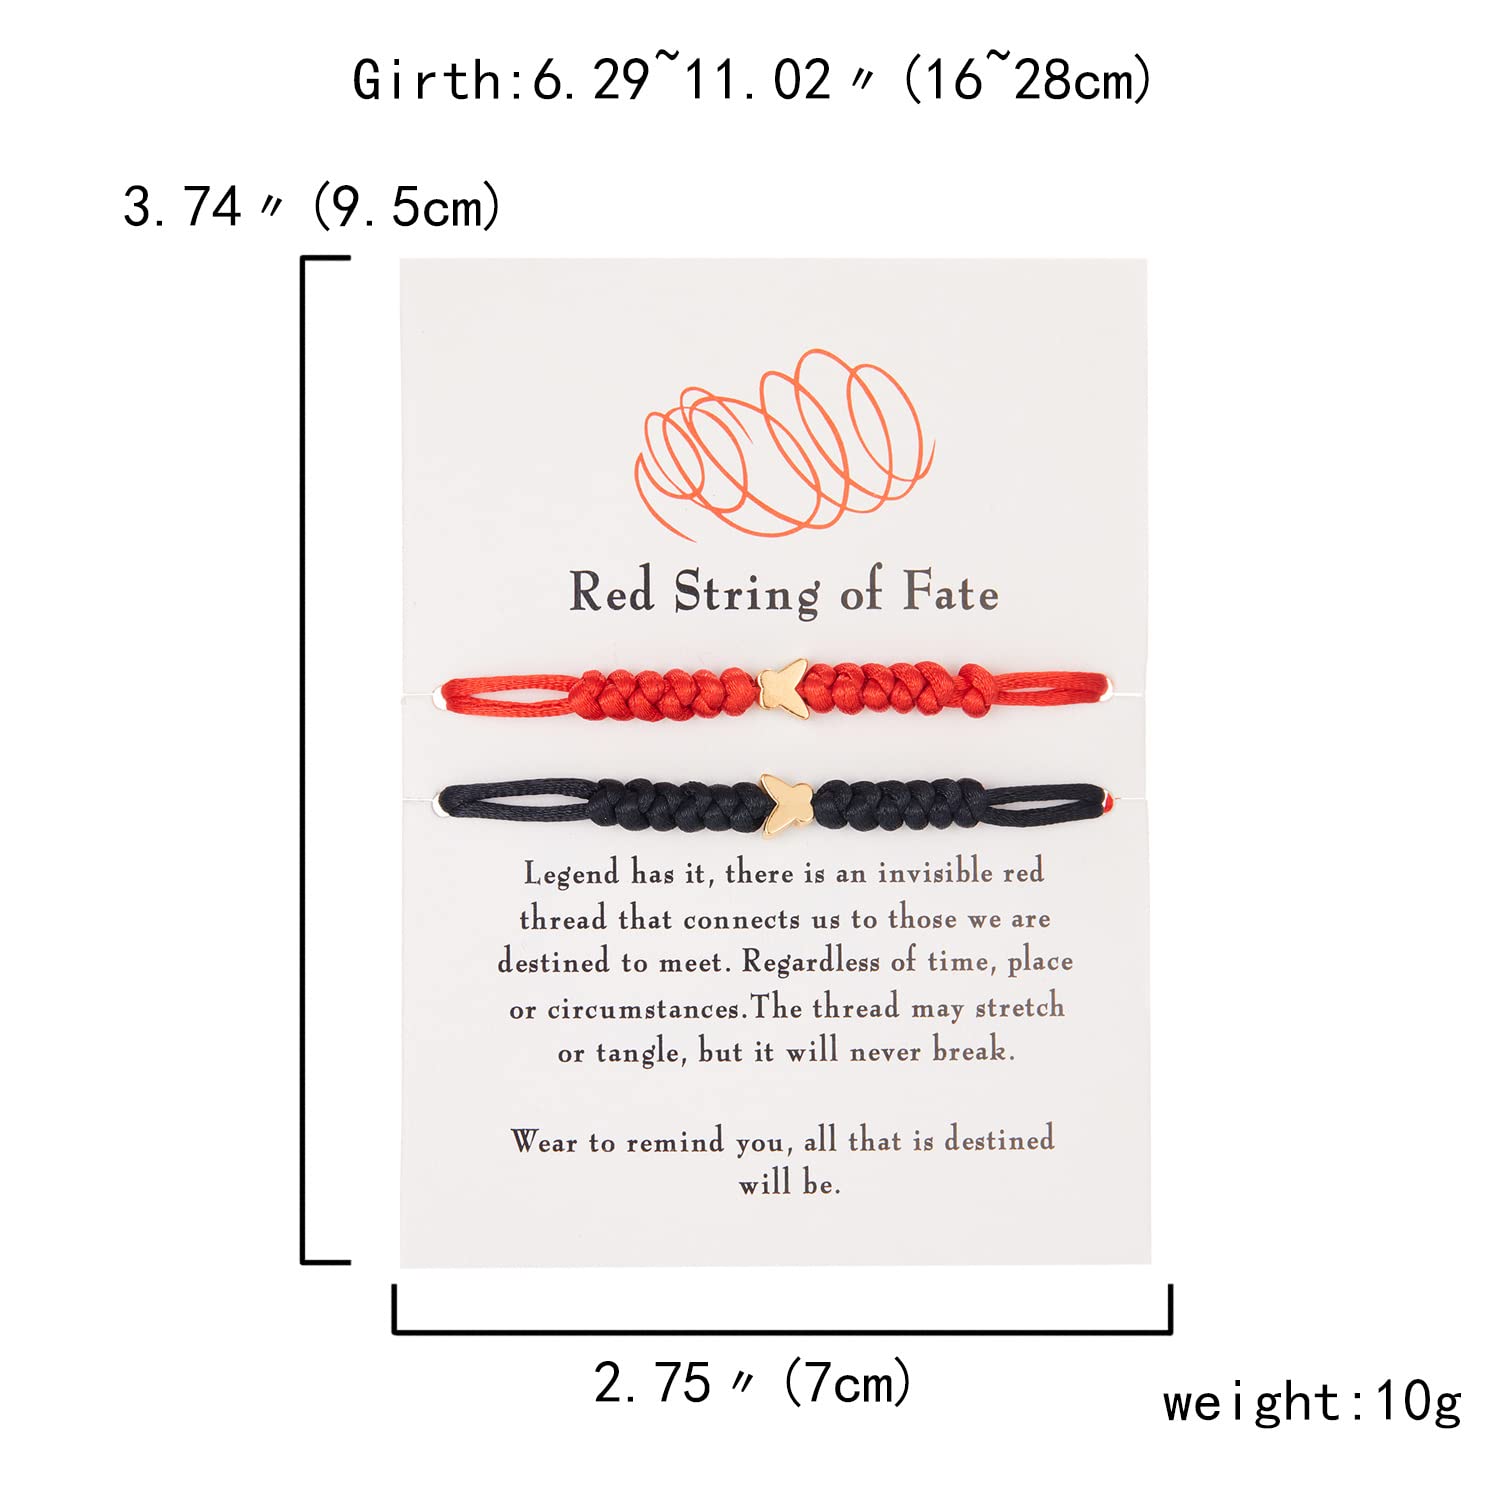 Girth:6.29~11.02〃(16~28cm)
3.74〃(9.5cm)
Red String of Fate
Legend has it, there is an invisible red
thread that connects us to those we are
destined to meet. Regardless of time, place
or circumstances.The thread may stretch
or tangle, but it will never break.
Wear to remind you, all that is destined
will be.
2.75〃(7cm)
weight:10g